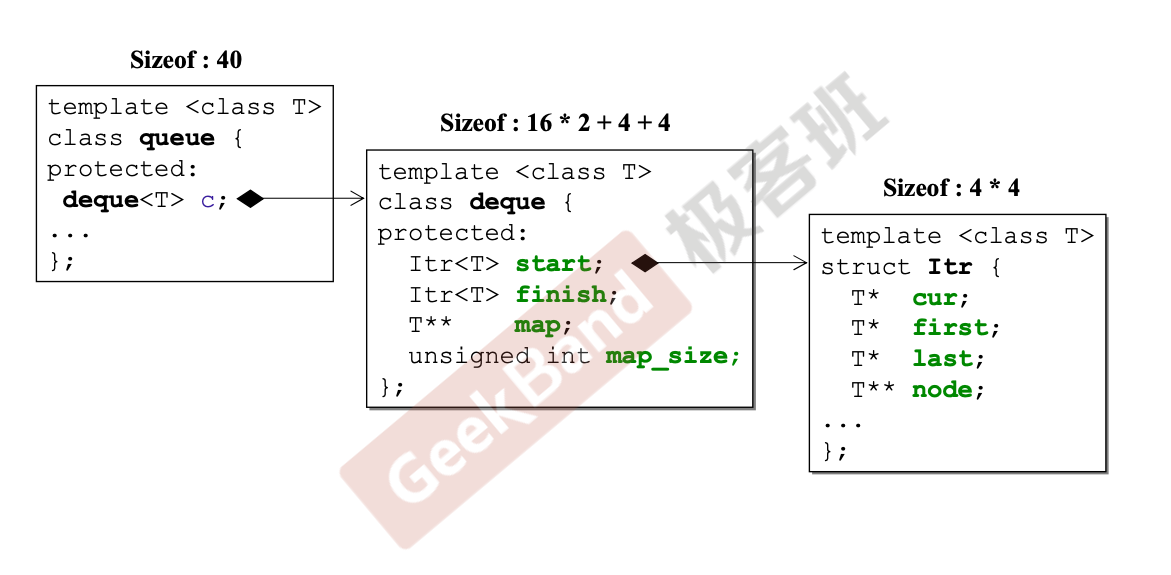 Sizeof : 40
template <class T>
class queue {
protected:
 deque<T> c;
...
};
Sizeof : 16 * 2 + 4 + 4
template <class T>
class deque {
protected:
  Itr<T> start;
  Itr<T> finish;
  T**    map;
  unsigned int map_size;
};
Sizeof : 4 * 4
template <class T>
struct Itr {
  T*  cur;
  T*  first;
  T*  last;
  T** node;
...
};
GeekBand 极客班